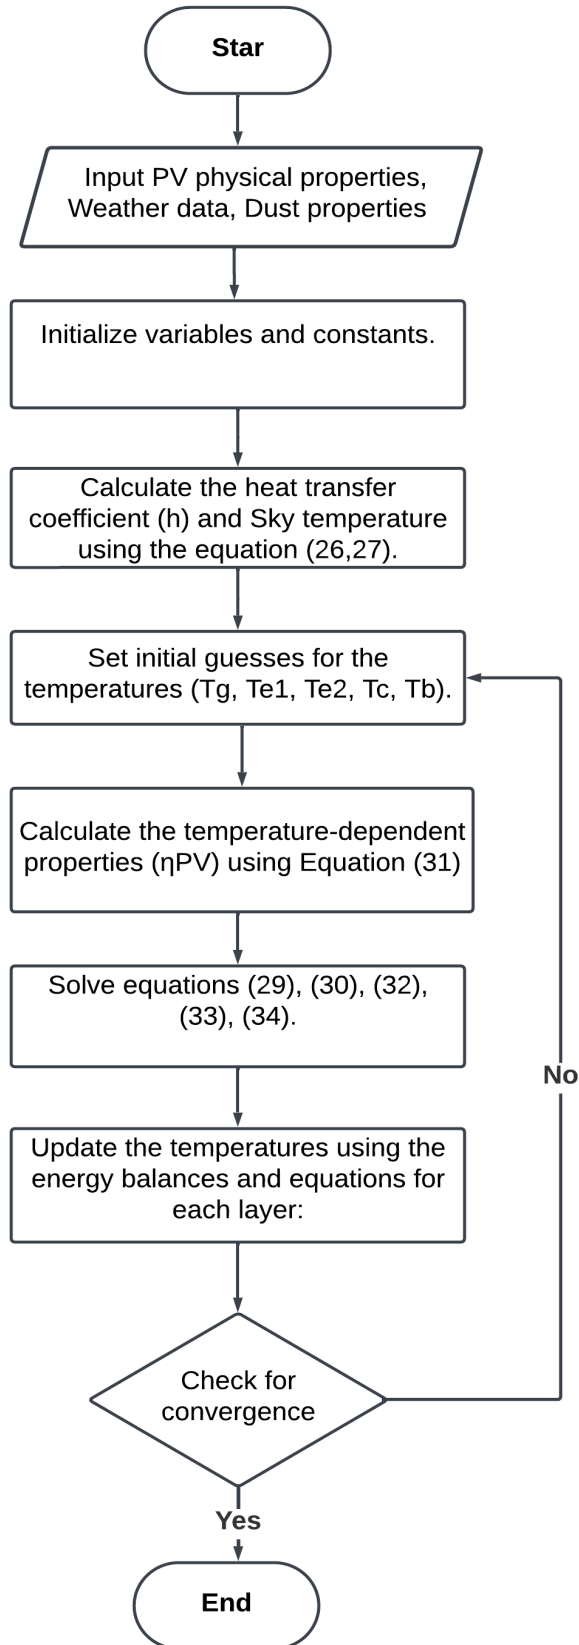 Star
Input PV physical properties,
Weather data, Dust properties
Initialize variables and constants.
Calculate the heat transfer
coefficient (h) and Sky temperature
using the equation (26,27).
Set initial guesses for the
temperatures (Tg, Te1, Te2, Tc, Tb).
Calculate the temperature-dependent
properties (ηPV) using Equation (31)
Solve equations (29), (30), (32),
(33), (34).
No
Update the temperatures using the
energy balances and equations for
each layer:
Check for
convergence
Yes
End